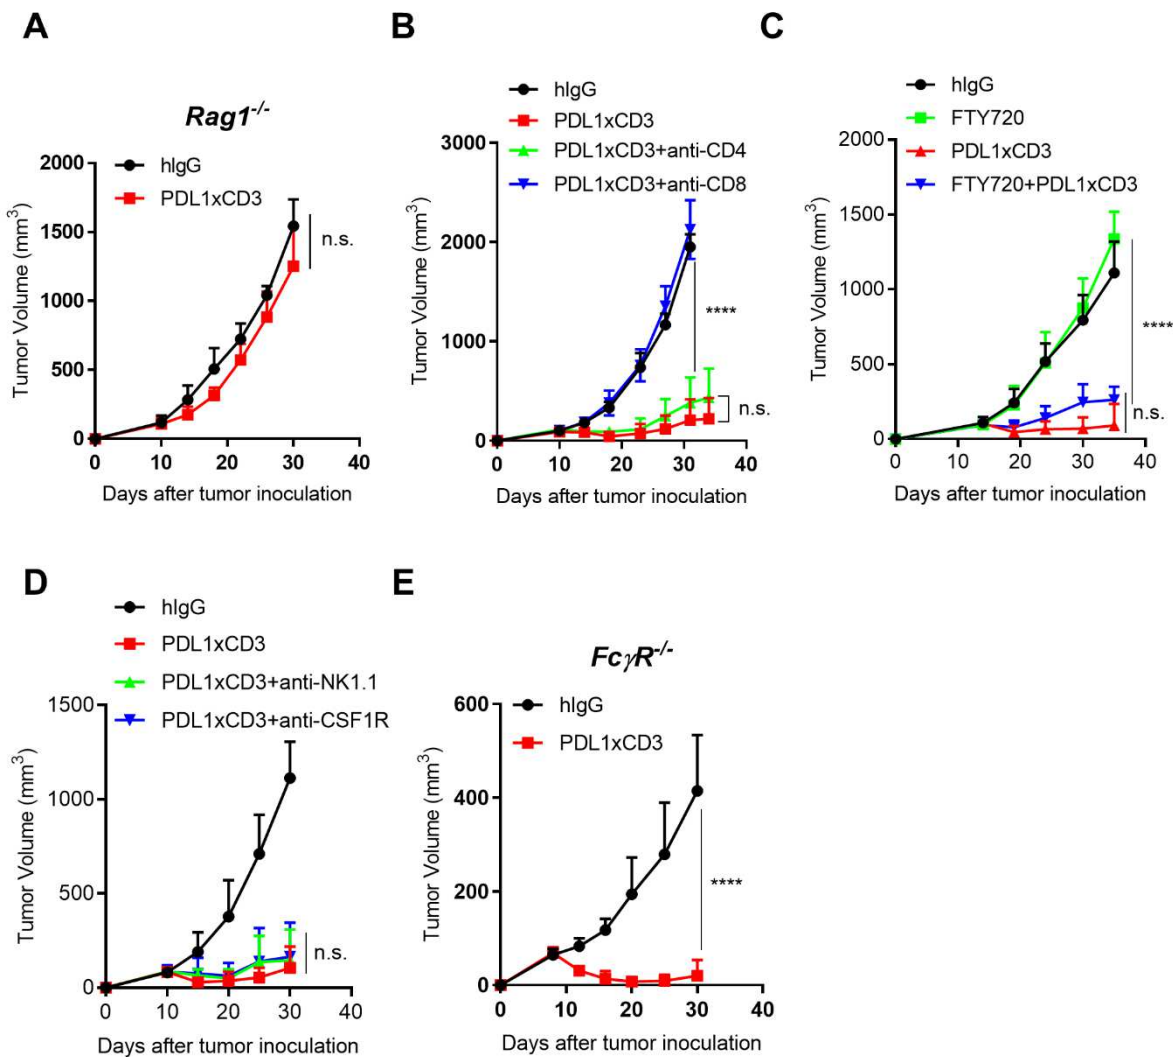 A
Rag1-/-
hIgG
PDL1xCD3
2000
1500
1000
500
0
Tumor Volume (mm3)
n.s.
0 10 20 30 40
Days after tumor inoculation
B
hIgG
PDL1xCD3
PDL1xCD3+anti-CD4
PDL1xCD3+anti-CD8
3000
2000
1000
0
Tumor Volume (mm3)
****
n.s.
0 10 20 30 40
Days after tumor inoculation
C
hIgG
FTY720
PDL1xCD3
FTY720+PDL1xCD3
2000
1500
1000
500
0
Tumor Volume (mm3)
****
n.s.
0 10 20 30 40
Days after tumor inoculation
D
hIgG
PDL1xCD3
PDL1xCD3+anti-NK1.1
PDL1xCD3+anti-CSF1R
1500
1000
500
0
Tumor Volume (mm3)
n.s.
0 10 20 30 40
Days after tumor inoculation
E
FcγR-/-
hIgG
PDL1xCD3
600
400
200
0
Tumor Volume (mm3)
****
0 10 20 30 40
Days after tumor inoculation